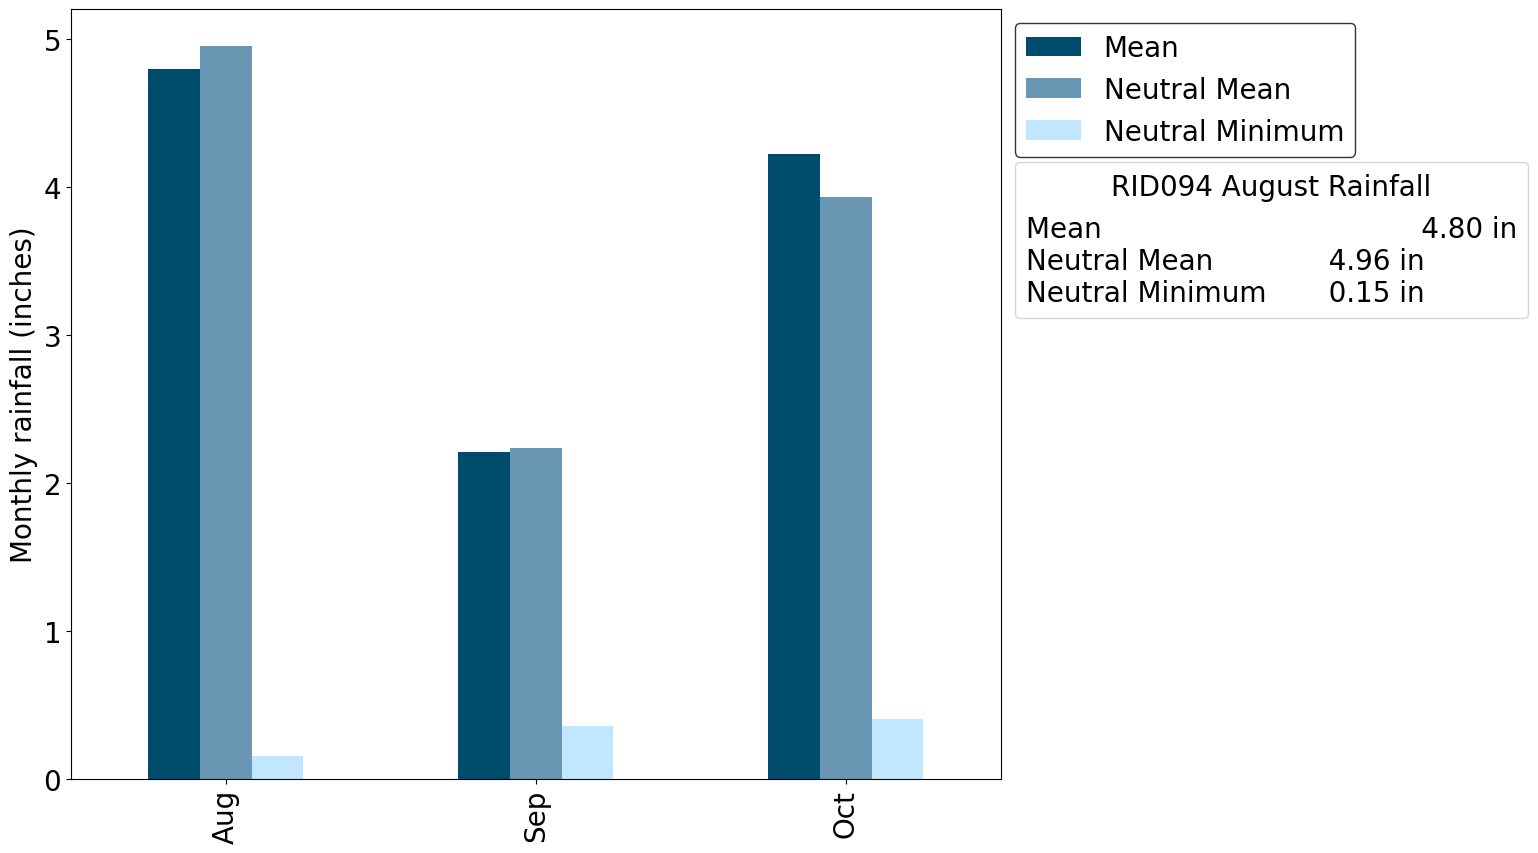 Monthly rainfall (inches)
5
4
3
2
1
0
Aug
Sep
Oct
Mean
Neutral Mean
Neutral Minimum
RID094 August Rainfall
Mean 4.80 in
Neutral Mean 4.96 in
Neutral Minimum 0.15 in